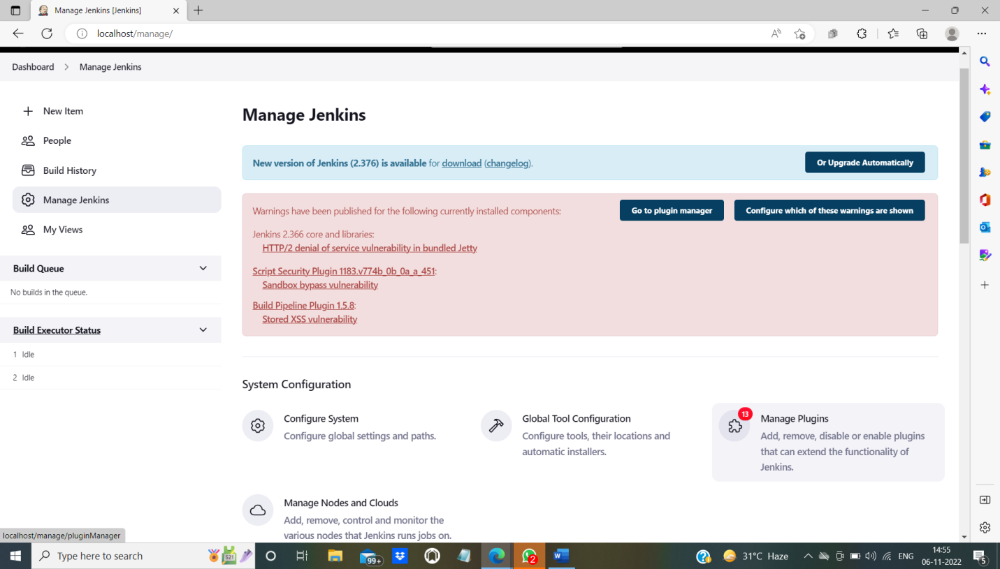 Manage Jenkins [Jenkins]
localhost/manage/
Dashboard > Manage Jenkins
New Item
People
Build History
Manage Jenkins
My Views
Build Queue
No builds in the queue.
Build Executor Status
1 Idle
2 Idle
Manage Jenkins
New version of Jenkins (2.376) is available for download (changelog).
Or Upgrade Automatically
Warnings have been published for the following currently installed components:
Go to plugin manager
Configure which of these warnings are shown
Jenkins 2.366 core and libraries:
HTTP/2 denial of service vulnerability in bundled Jetty
Script Security Plugin 1183.v774b_0b_0a_a_451:
Sandbox bypass vulnerability
Build Pipeline Plugin 1.5.8:
Stored XSS vulnerability
System Configuration
Configure System
Configure global settings and paths.
Global Tool Configuration
Configure tools, their locations and
automatic installers.
13
Manage Plugins
Add, remove, disable or enable plugins
that can extend the functionality of
Jenkins.
Manage Nodes and Clouds
Add, remove, control and monitor the
various nodes that Jenkins runs jobs on.
localhost/manage/pluginManager
Type here to search
99+
2
31°C Haze
ENG
14:55
06-11-2022
5